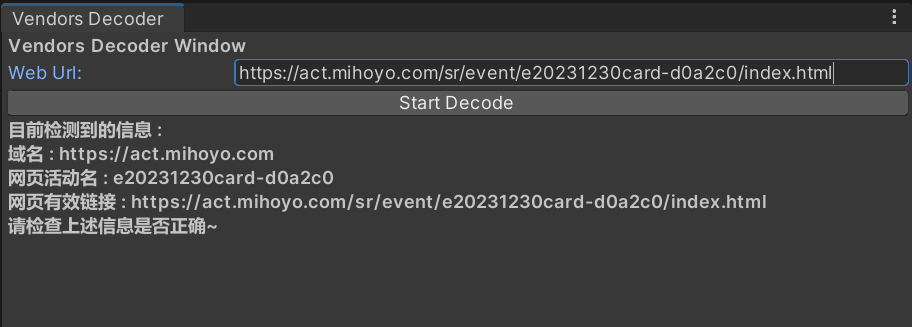 Vendors Decoder
Vendors Decoder Window
Web Url: https://act.mihoyo.com/sr/event/e20231230card-d0a2c0/index.html
Start Decode
目前检测到的信息 :
域名 : https://act.mihoyo.com
网页活动名 : e20231230card-d0a2c0
网页有效链接 : https://act.mihoyo.com/sr/event/e20231230card-d0a2c0/index.html
请检查上述信息是否正确~